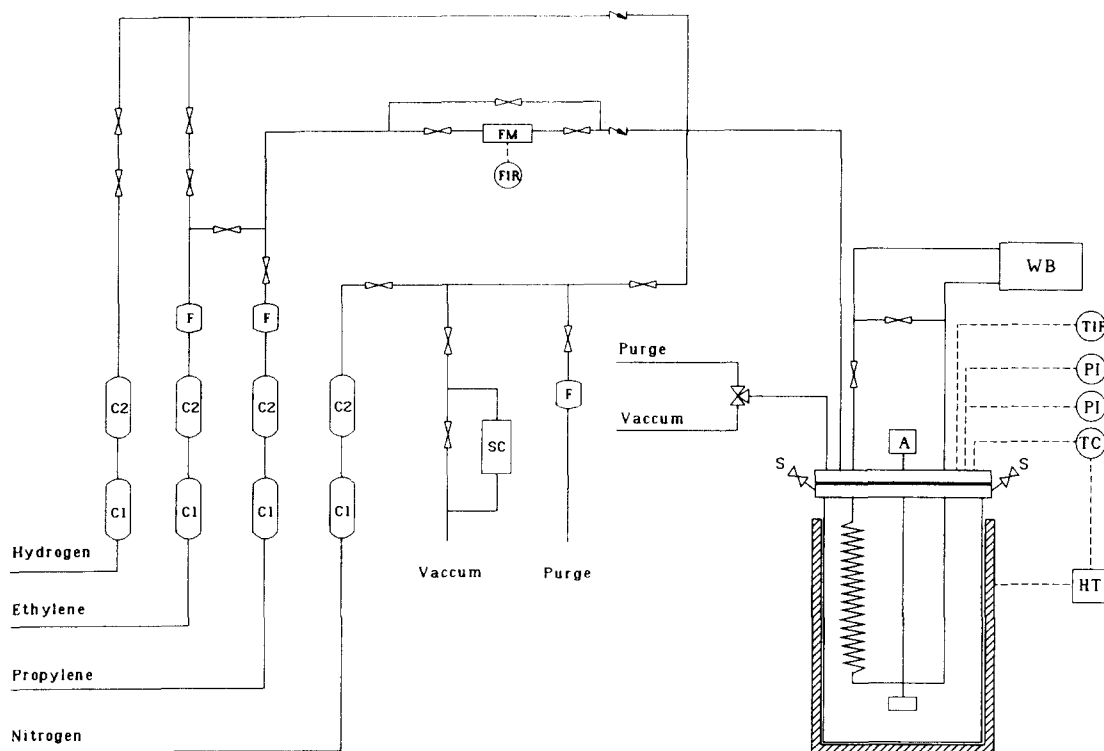 FM
FIR
WB
F
F
TIR
Purge
PI
C2
C2
C2
C2
F
PI
Vaccum
A
TC
SC
S
S
C1
C1
C1
C1
Hydrogen
Vaccum
Purge
HT
Ethylene
Propylene
Nitrogen